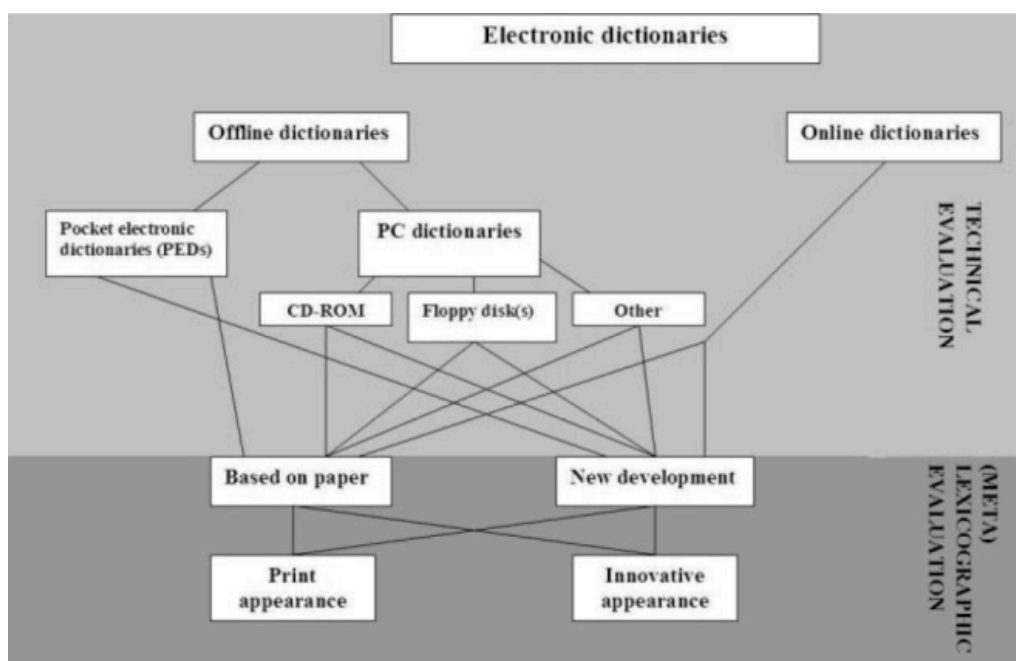 Electronic dictionaries
Offline dictionaries
Online dictionaries
Pocket electronic
dictionaries (PEDs)
PC dictionaries
CD-ROM
Floppy disk(s)
Other
TECHNICAL
EVALUATION
Based on paper
New development
Print
appearance
Innovative
appearance
(META)
LEXICOGRAPHIC
EVALUATION